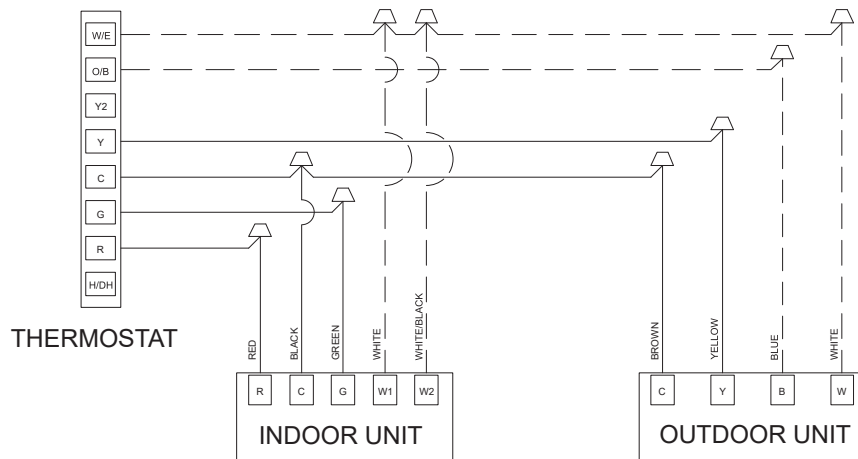 W/E
O/B
Y2
Y
C
G
R
H/DH
THERMOSTAT
RED
BLACK
GREEN
WHITE
WHITE/BLACK
BROWN
YELLOW
BLUE
WHITE
R
C
G
W1
W2
C
Y
B
W
INDOOR UNIT
OUTDOOR UNIT